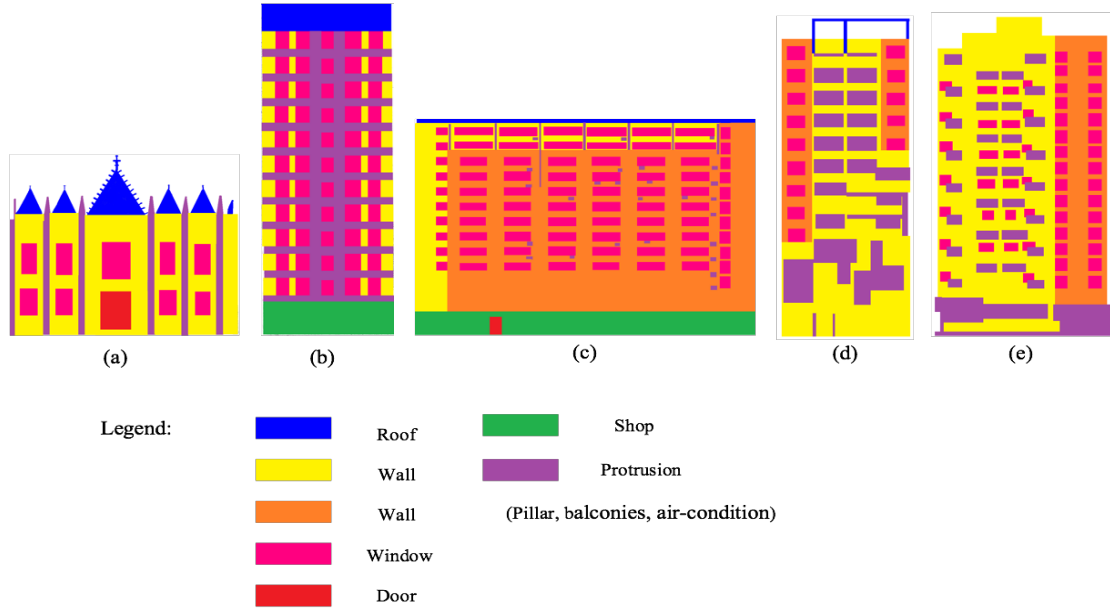 (a)
(b)
(c)
(d)
(e)
Legend:
Roof
Shop
Wall
Protrusion
Wall
(Pillar, balconies, air-condition)
Window
Door